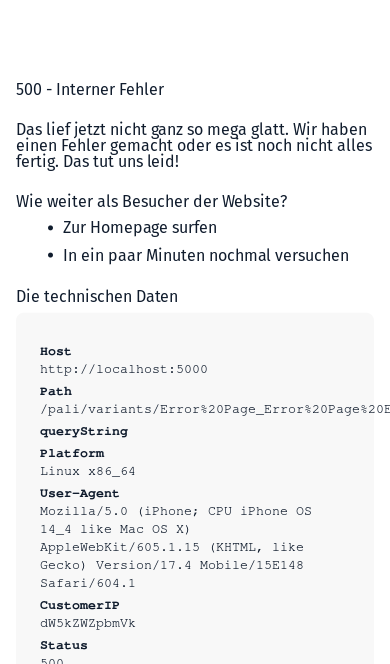 500 - Interner Fehler
Das lief jetzt nicht ganz so mega glatt. Wir haben
einen Fehler gemacht oder es ist noch nicht alles
fertig. Das tut uns leid!
Wie weiter als Besucher der Website?
• Zur Homepage surfen
• In ein paar Minuten nochmal versuchen
Die technischen Daten
Host
http://localhost:5000
Path
/pali/variants/Error%20Page_Error%20Page%20E
queryString
Platform
Linux x86_64
User-Agent
Mozilla/5.0 (iPhone; CPU iPhone OS
14_4 like Mac OS X)
AppleWebKit/605.1.15 (KHTML, like
Gecko) Version/17.4 Mobile/15E148
Safari/604.1
CustomerIP
dW5kZWZpbmVk
Status
500